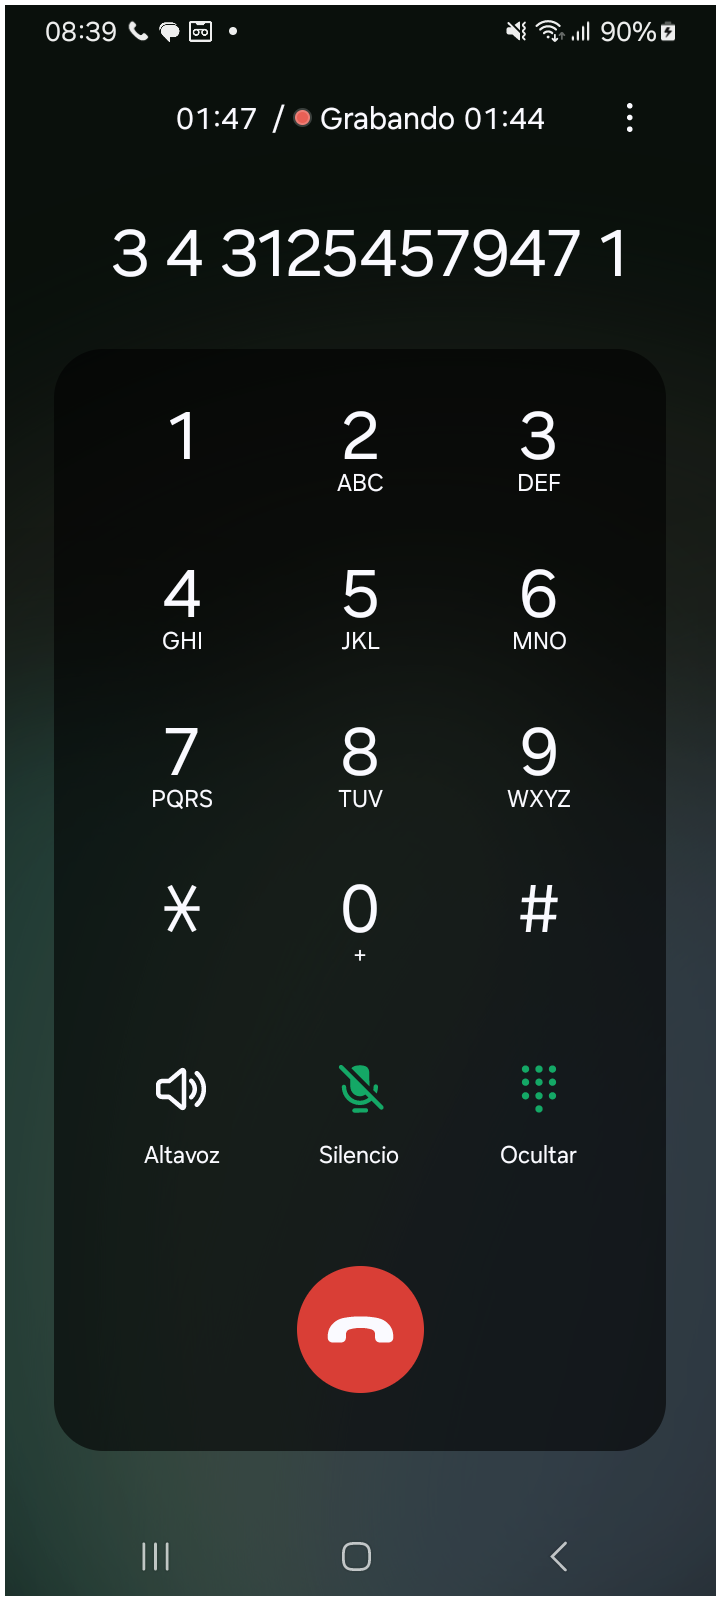 08:39 90%
01:47 / Grabando 01:44
3 4 3125457947 1
1 2 3
ABC DEF
4 5 6
GHI JKL MNO
7 8 9
PQRS TUV WXYZ
* 0 #
+
Altavoz Silencio Ocultar